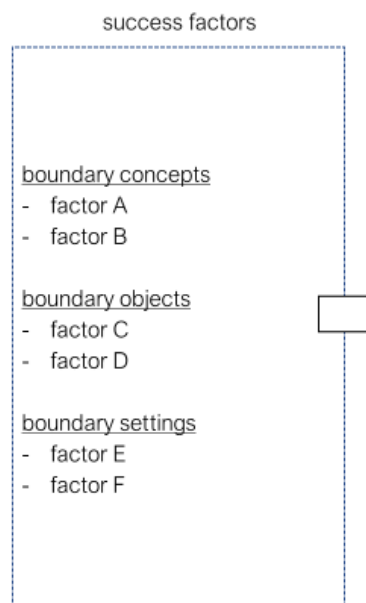 success factors
boundary concepts
- factor A
- factor B
boundary objects
- factor C
- factor D
boundary settings
- factor E
- factor F